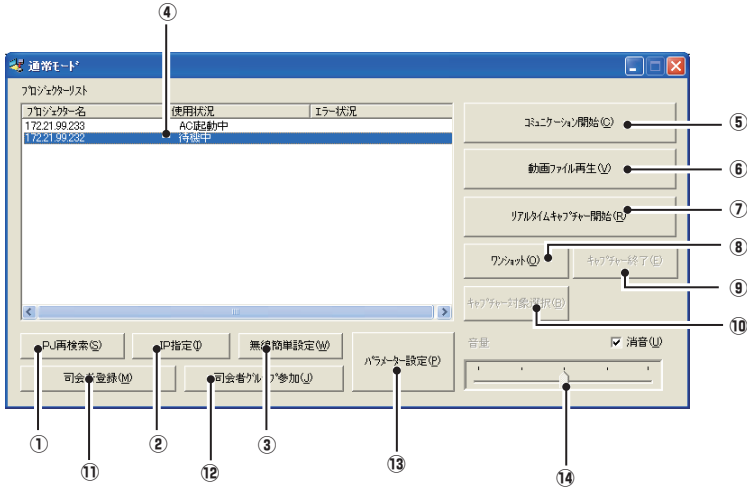 ④
通常モード
プロジェクターリスト
プロジェクター名 使用状況 エラー状況
172.21.99.233 ACI起動中
172.21.99.232 待機中
コミュニケーション開始(C) ⑤
動画ファイル再生(V) ⑥
リアルタイムキャプチャー開始(R) ⑦
ワンショット(O) ⑧
キャプチャー終了(E) ⑨
キャプチャー対象選択(B) ⑩
PJ再検索(S) IP指定(I) 無線簡単設定(W)
パラメーター設定(P)
音量 消音(U)
司会者登録(M) 司会者グループ参加(J)
① ⑪ ② ⑫ ③ ⑬ ⑭